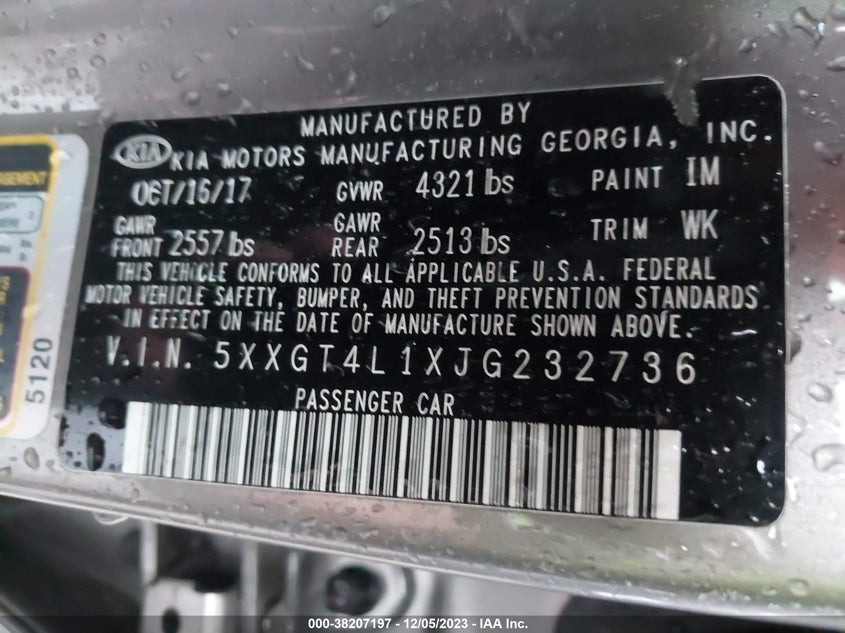 MANUFACTURED BY
KIA KIA MOTORS MANUFACTURING GEORGIA, INC.
OCT/16/17 GVWR 4321 lbs PAINT IM
GAWR FRONT 2557 lbs GAWR REAR 2513 lbs TRIM WK
THIS VEHICLE CONFORMS TO ALL APPLICABLE U.S.A. FEDERAL
MOTOR VEHICLE SAFETY, BUMPER, AND THEFT PREVENTION STANDARDS
IN EFFECT ON THE DATE OF MANUFACTURE SHOWN ABOVE.
V.I.N. 5XXGT4L1XJG232736
PASSENGER CAR
5120
000-38207197 - 12/05/2023 - IAA Inc.